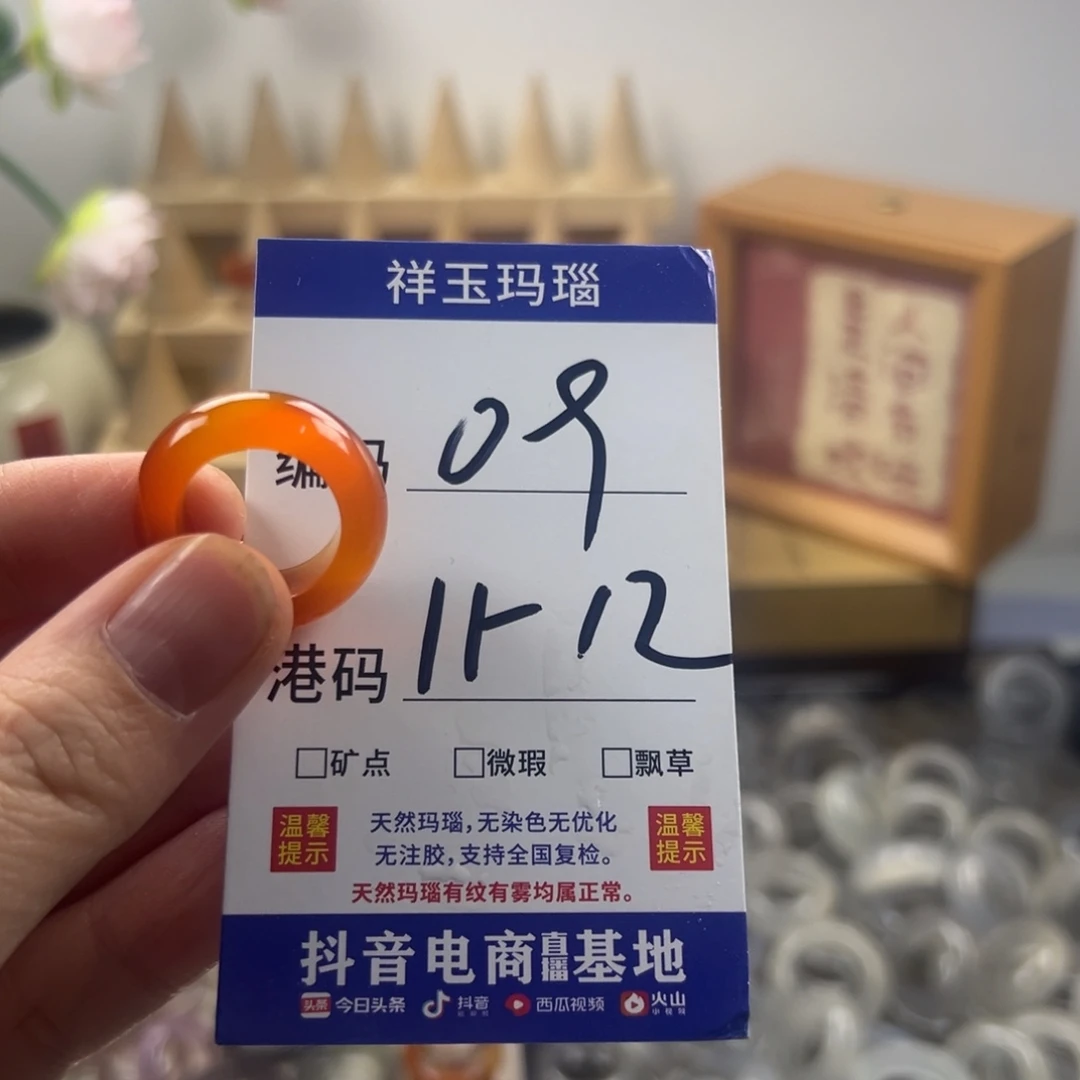 祥玉玛瑙
编码 09
港码 11-12
□矿点 □微瑕 □飘草
温馨提示
天然玛瑙，无染色无优化
无注胶，支持全国复检。
天然玛瑙有纹有雾均属正常。
温馨提示
抖音电商直播基地
头条 今日头条 抖音 西瓜视频 火山小视频